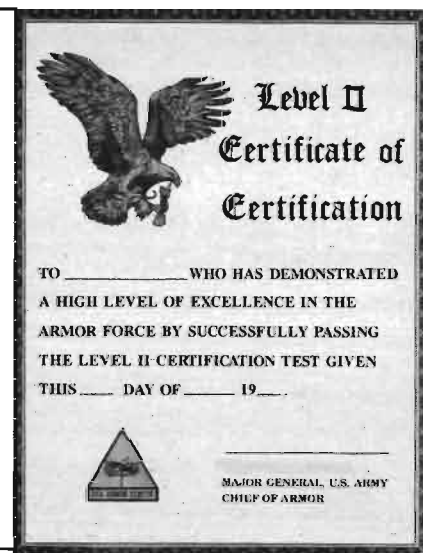 Level II
Certificate of
Certification
TO ____________ WHO HAS DEMONSTRATED
A HIGH LEVEL OF EXCELLENCE IN THE
ARMOR FORCE BY SUCCESSFULLY PASSING
THE LEVEL II CERTIFICATION TEST GIVEN
THIS ____ DAY OF ______ 19___.
MAJOR GENERAL, U.S. ARMY
CHIEF OF ARMOR